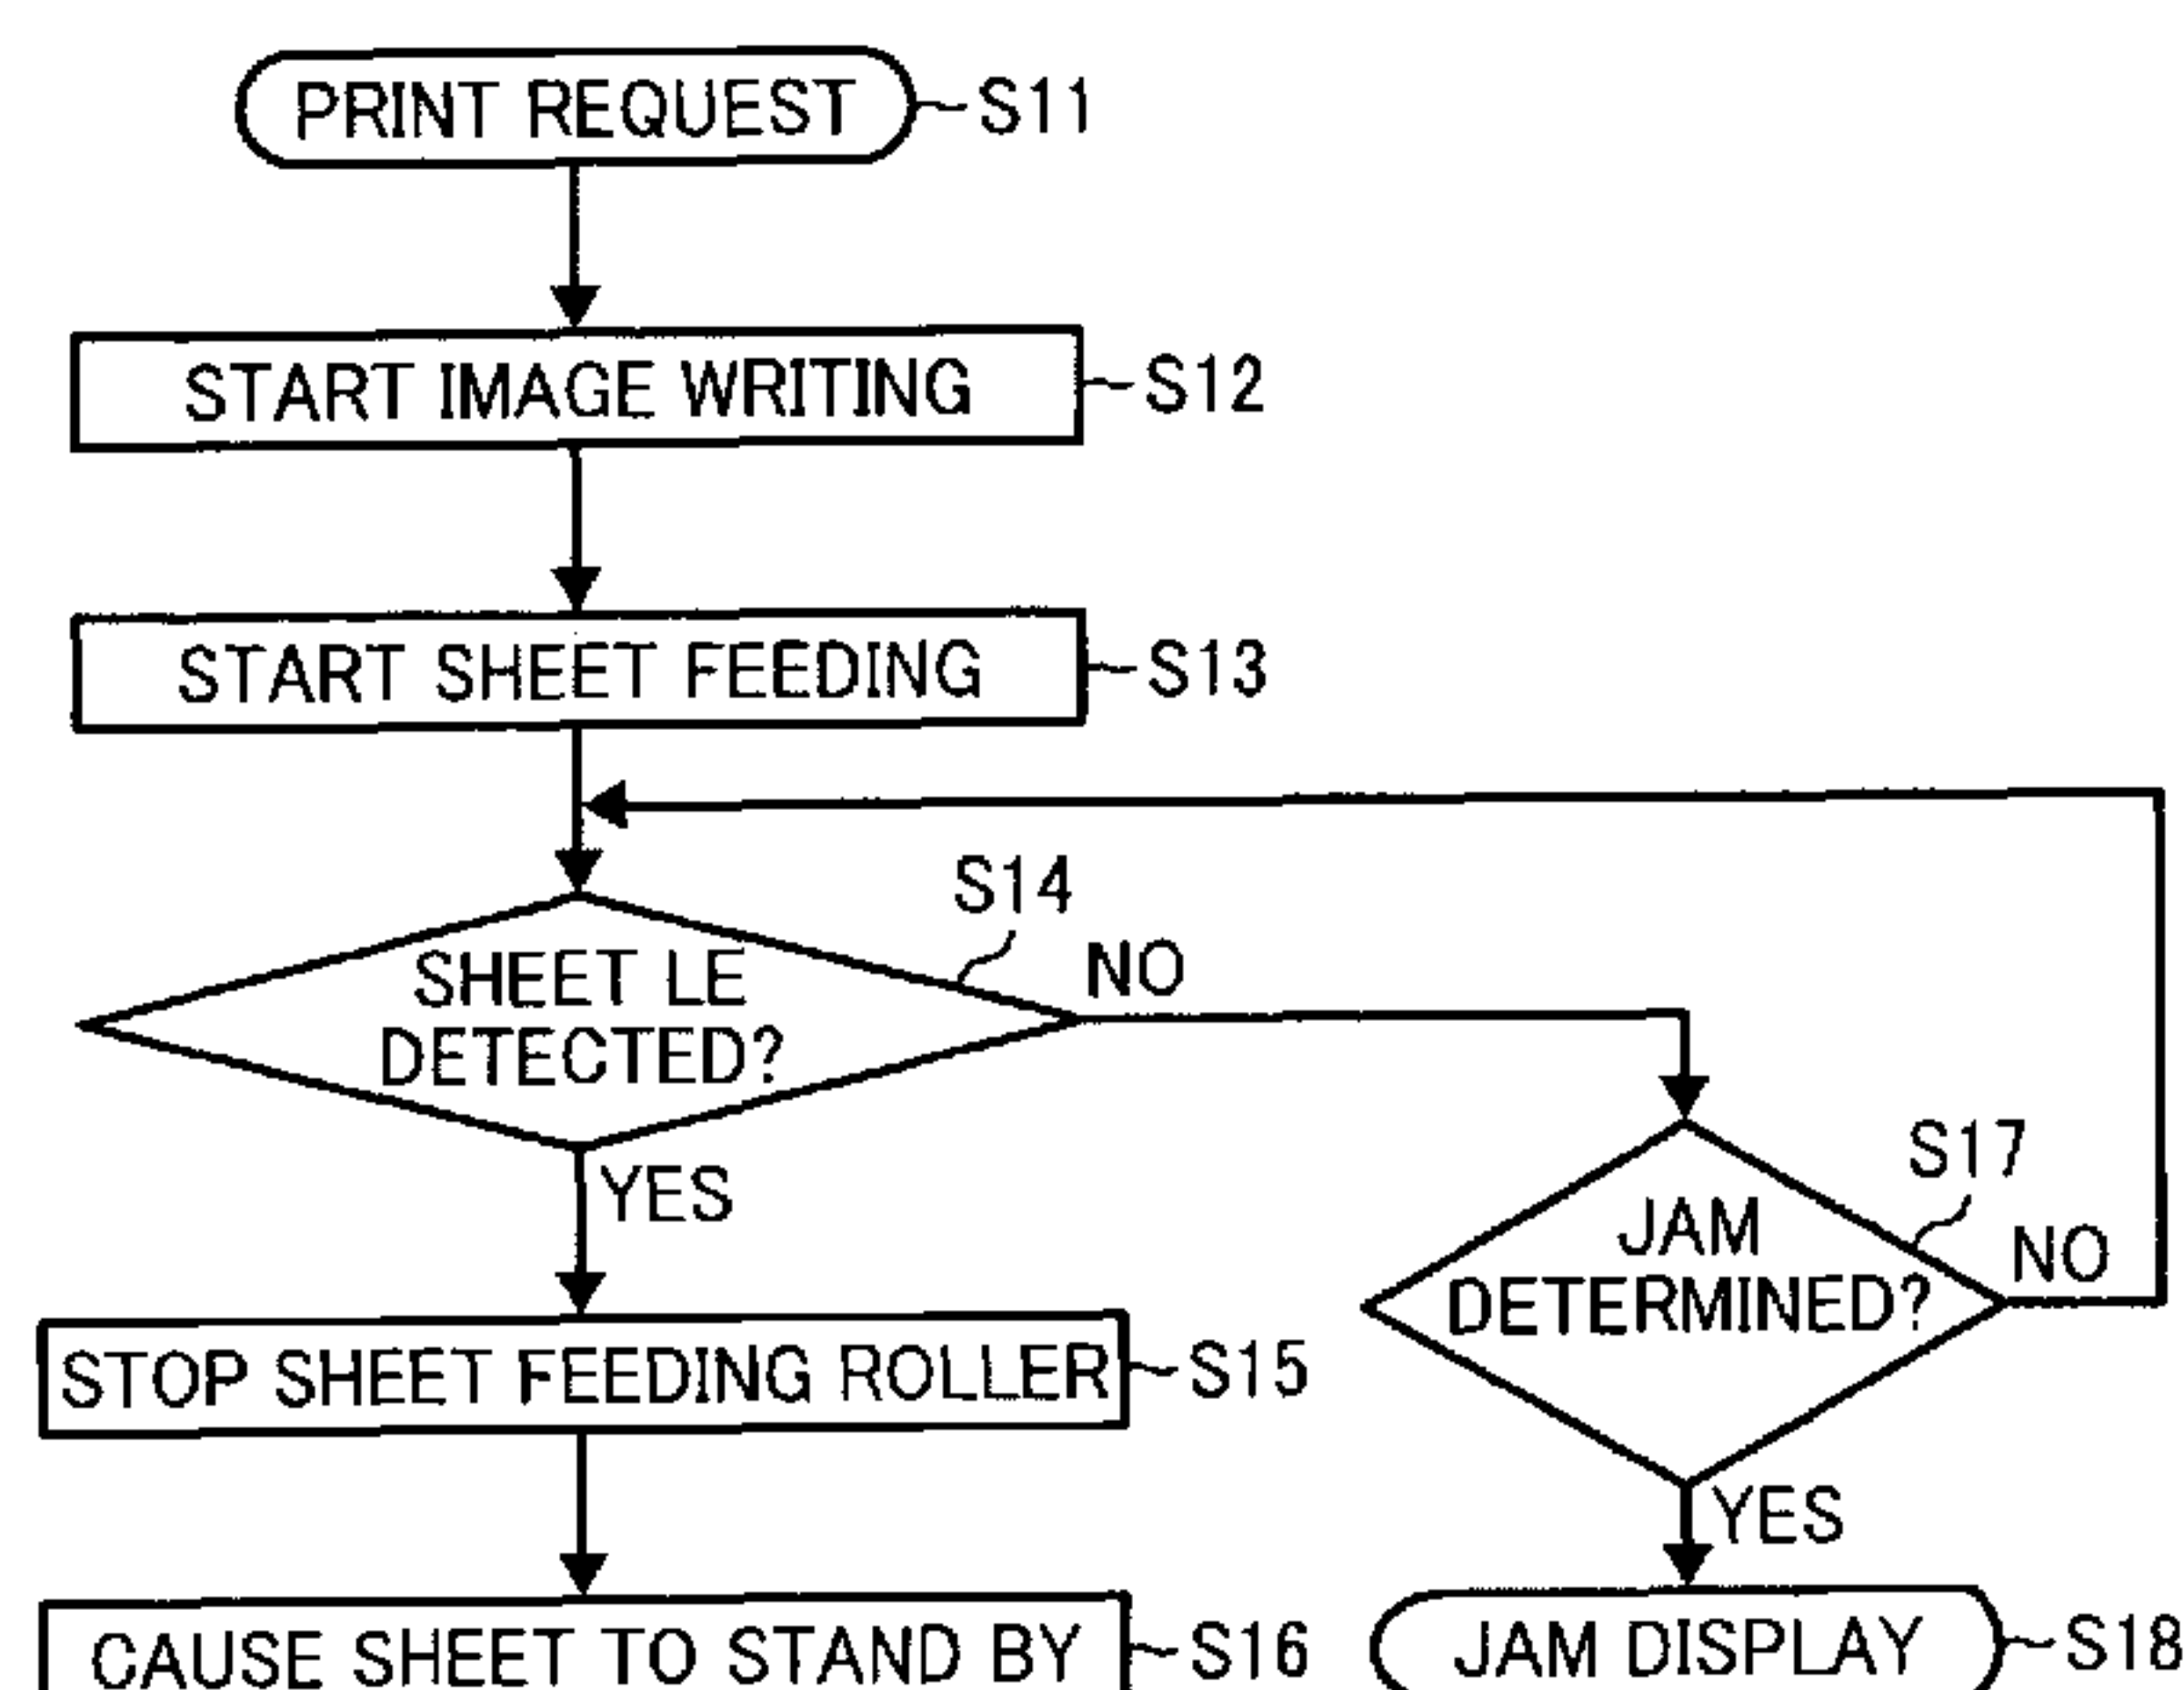 PRINT REQUEST S11
START IMAGE WRITING S12
START SHEET FEEDING S13
S14
SHEET LE
DETECTED?
NO
YES
S17
JAM
DETERMINED?
NO
YES
STOP SHEET FEEDING ROLLER S15
CAUSE SHEET TO STAND BY S16
JAM DISPLAY S18